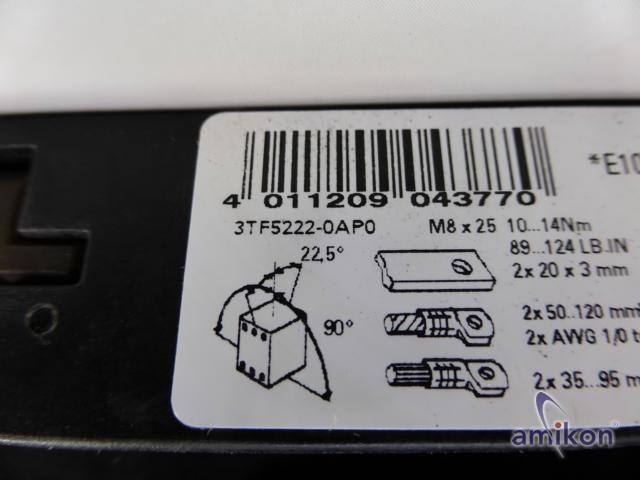 *E10
4 011209 043770
3TF5222-0AP0
M8 x 25 10...14Nm
89...124 LB.IN
22,5°
2x 20 x 3 mm
90°
2x 50...120 mm
2x AWG 1/0 t
2x 35...95 m
amikon